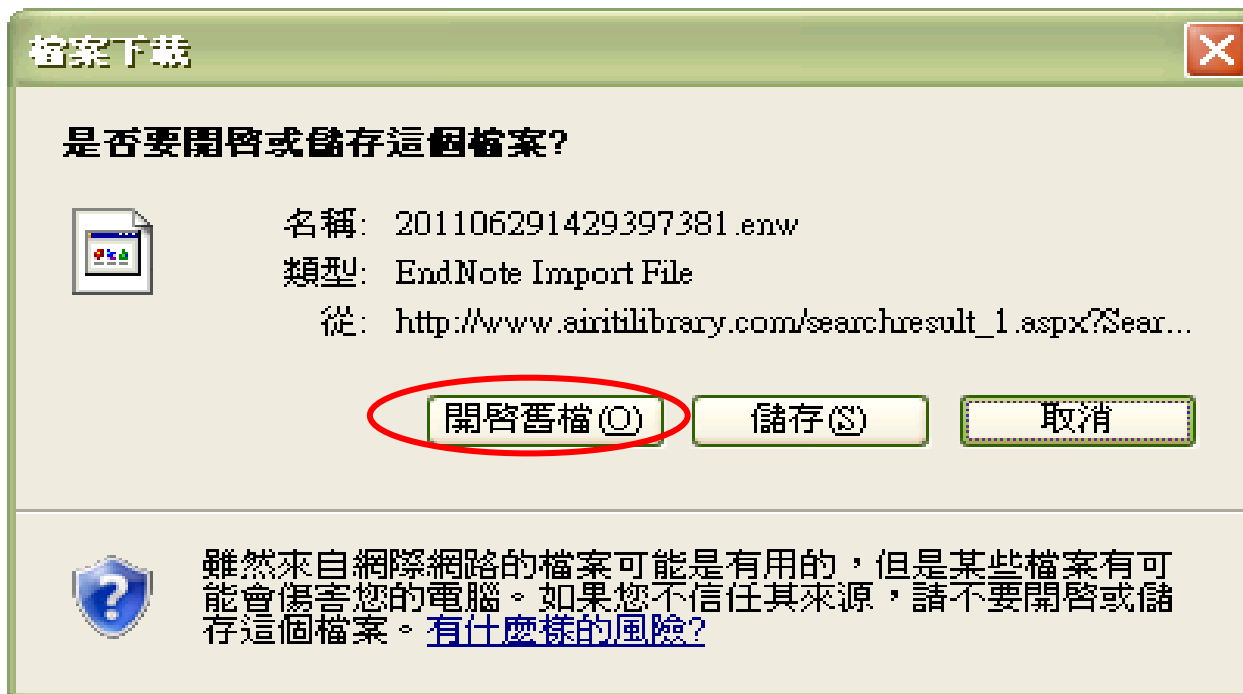 檔案下載
是否要開啓或儲存這個檔案?
名稱: 201106291429397381.enw
類型: EndNote Import File
從: http://www.airitilibrary.com/searchresult_1.aspx?Sear...
開啓舊檔(O) 儲存(S) 取消
雖然來自網際網路的檔案可能是有用的，但是某些檔案有可
能會傷害您的電腦。如果您不信任其來源，請不要開啓或儲
存這個檔案。有什麼樣的風險?